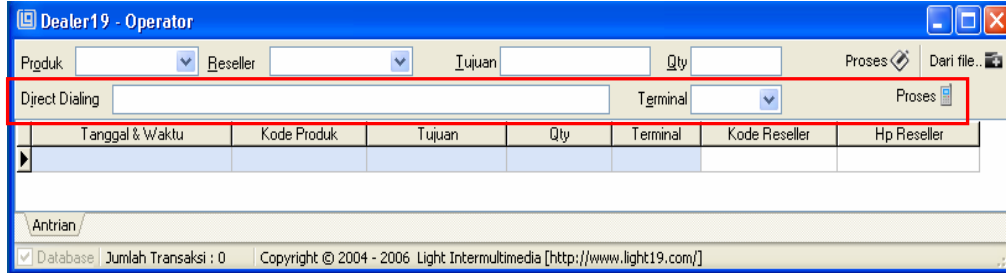 Dealer19 - Operator
Produk Reseller Tujuan Qty Proses Dari file..
Direct Dialing Terminal Proses
Tanggal & Waktu Kode Produk Tujuan Qty Terminal Kode Reseller Hp Reseller
Antrian
Database Jumlah Transaksi : 0 Copyright © 2004 - 2006 Light Intermultimedia [http://www.light19.com/]